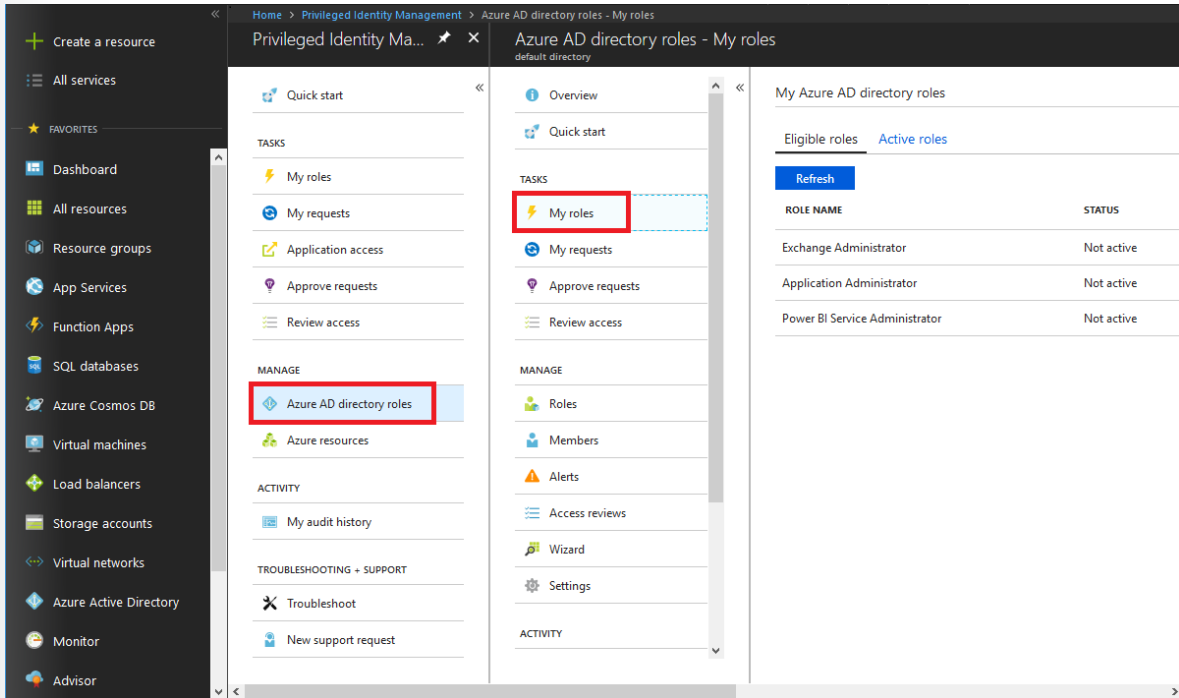 Home > Privileged Identity Management > Azure AD directory roles - My roles
Create a resource
All services
FAVORITES
Dashboard
All resources
Resource groups
App Services
Function Apps
SQL databases
Azure Cosmos DB
Virtual machines
Load balancers
Storage accounts
Virtual networks
Azure Active Directory
Monitor
Advisor
Privileged Identity Ma...
Quick start
TASKS
My roles
My requests
Application access
Approve requests
Review access
MANAGE
Azure AD directory roles
Azure resources
ACTIVITY
My audit history
TROUBLESHOOTING + SUPPORT
Troubleshoot
New support request
Azure AD directory roles - My roles
default directory
Overview
Quick start
TASKS
My roles
My requests
Approve requests
Review access
MANAGE
Roles
Members
Alerts
Access reviews
Wizard
Settings
ACTIVITY
My Azure AD directory roles
Eligible roles Active roles
Refresh
ROLE NAME STATUS
Exchange Administrator Not active
Application Administrator Not active
Power BI Service Administrator Not active